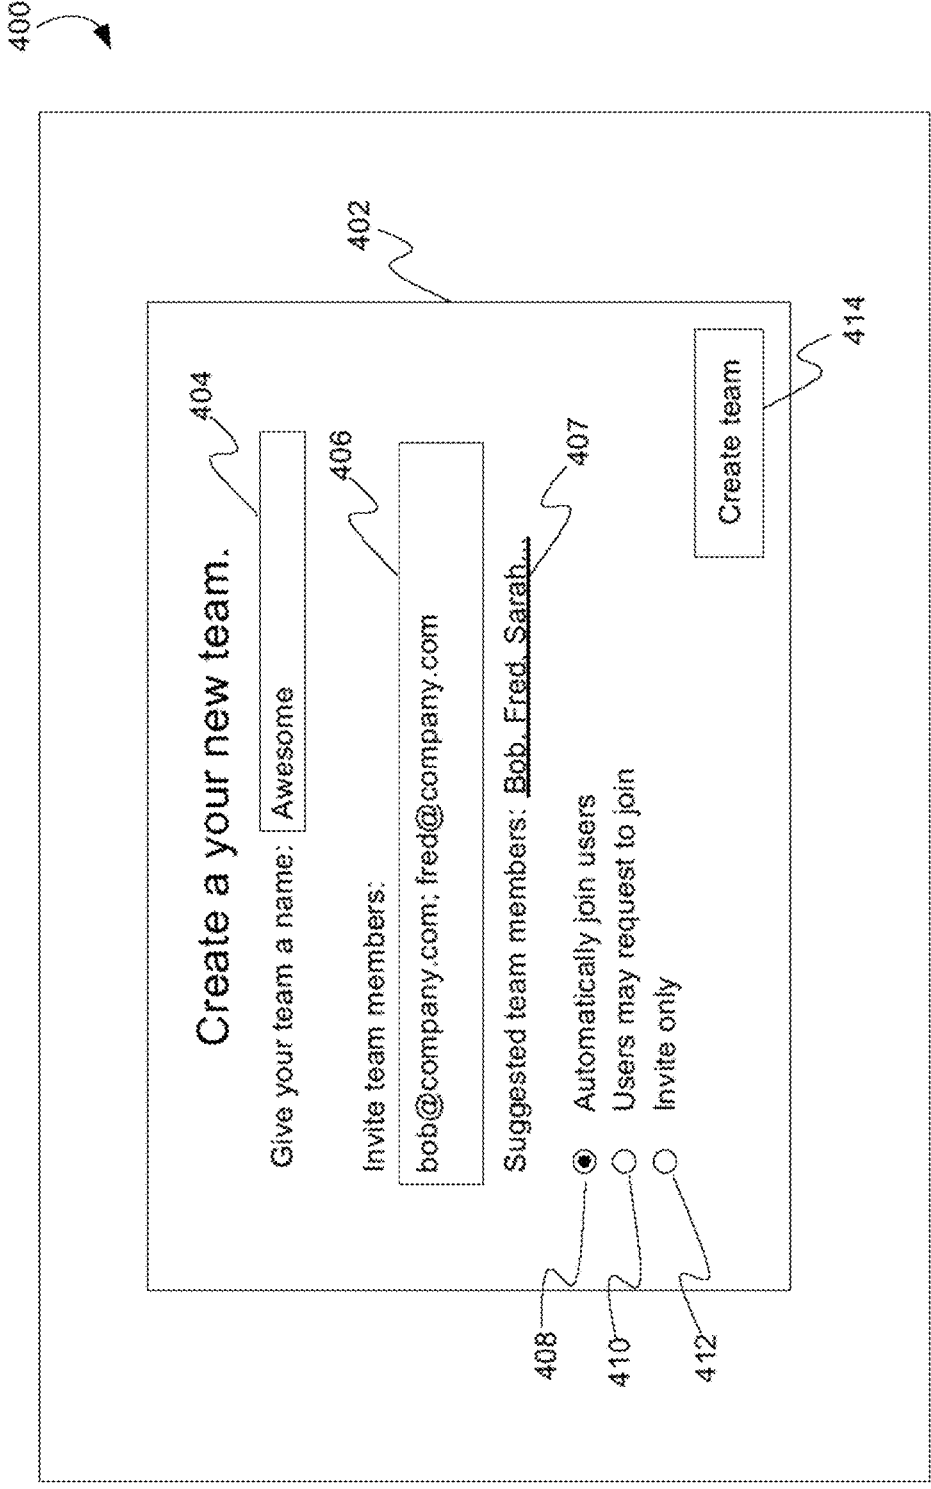 400
402
Create a your new team.
404
Give your team a name: Awesome
406
Invite team members:
bob@company.com; fred@company.com
407
Suggested team members: Bob, Fred, Sarah...
408 Automatically join users
410 Users may request to join
412 Invite only
Create team
414